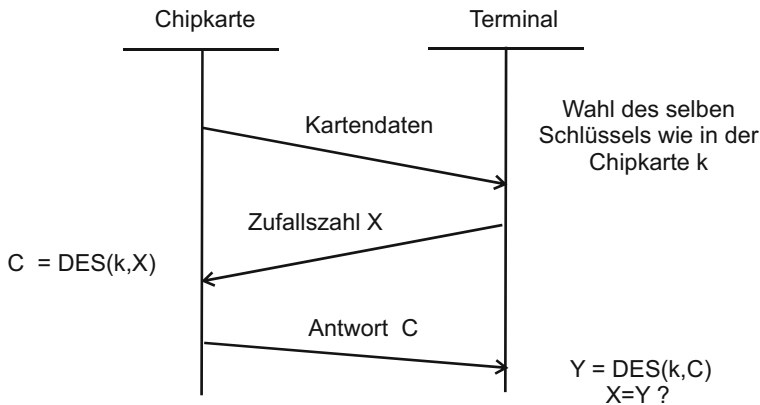 Chipkarte
Terminal
Kartendaten
Wahl des selben
Schlüssels wie in der
Chipkarte k
Zufallszahl X
C = DES(k,X)
Antwort C
Y = DES(k,C)
X=Y ?